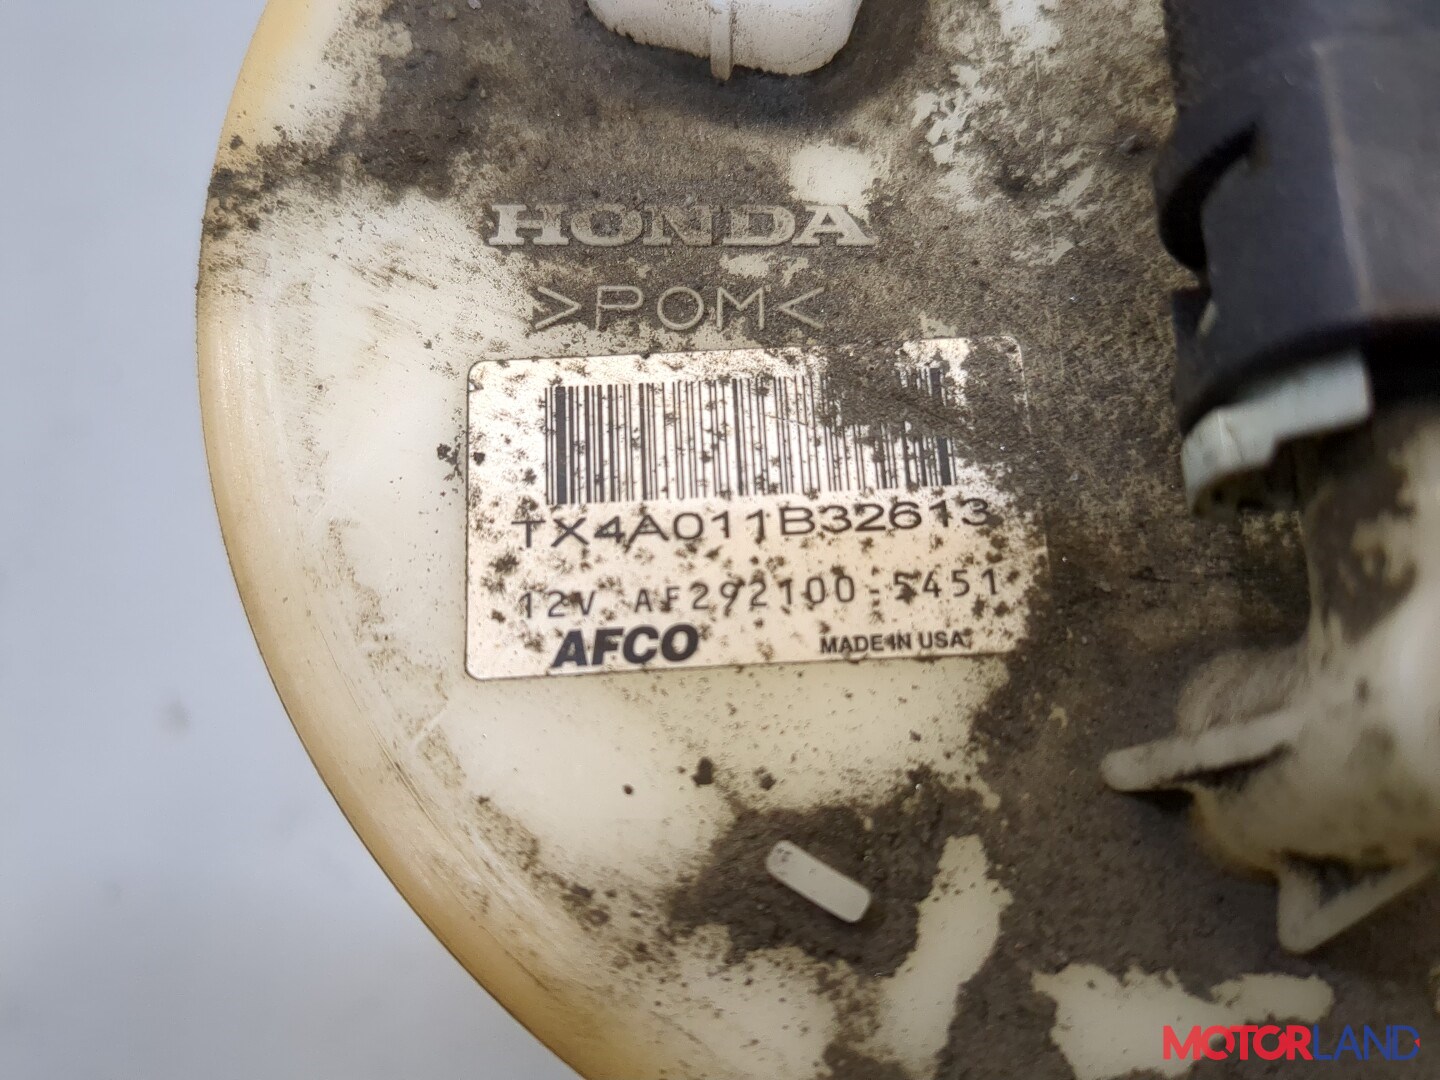 HONDA
>POM<
TX4A011B32613
12V AF292100-5451
AFCO MADE IN USA
MOTORLAND